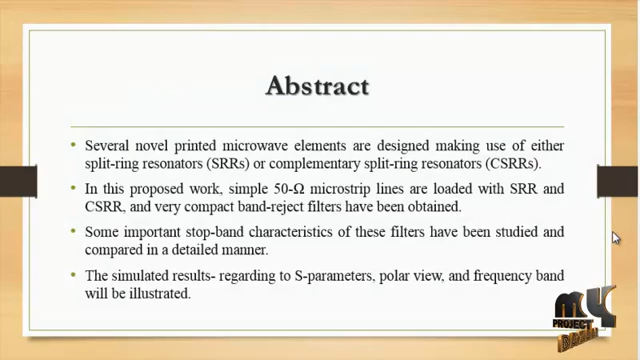 Abstract
• Several novel printed microwave elements are designed making use of either
split-ring resonators (SRRs) or complementary split-ring resonators (CSRRs).
• In this proposed work, simple 50-Ω microstrip lines are loaded with SRR and
CSRR, and very compact band-reject filters have been obtained.
• Some important stop-band characteristics of these filters have been studied and
compared in a detailed manner.
• The simulated results- regarding to S-parameters, polar view, and frequency band
will be illustrated.
MY
PROJECT